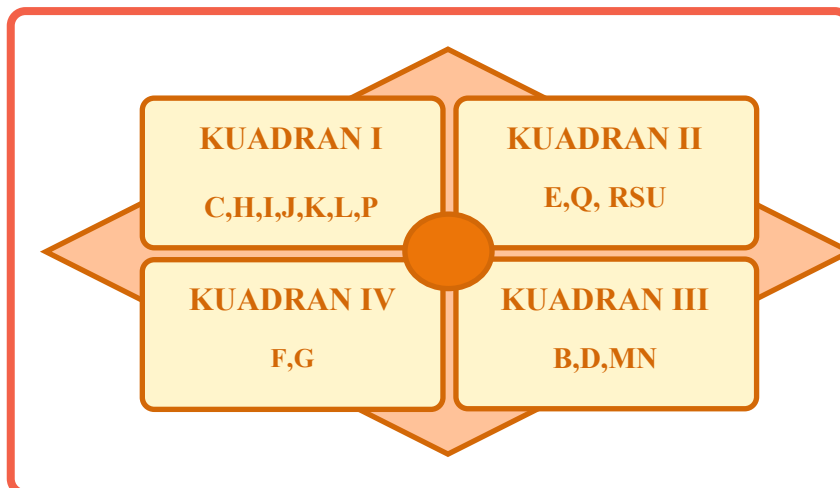 KUADRAN I
C,H,I,J,K,L,P
KUADRAN II
E,Q, RSU
KUADRAN IV
F,G
KUADRAN III
B,D,MN